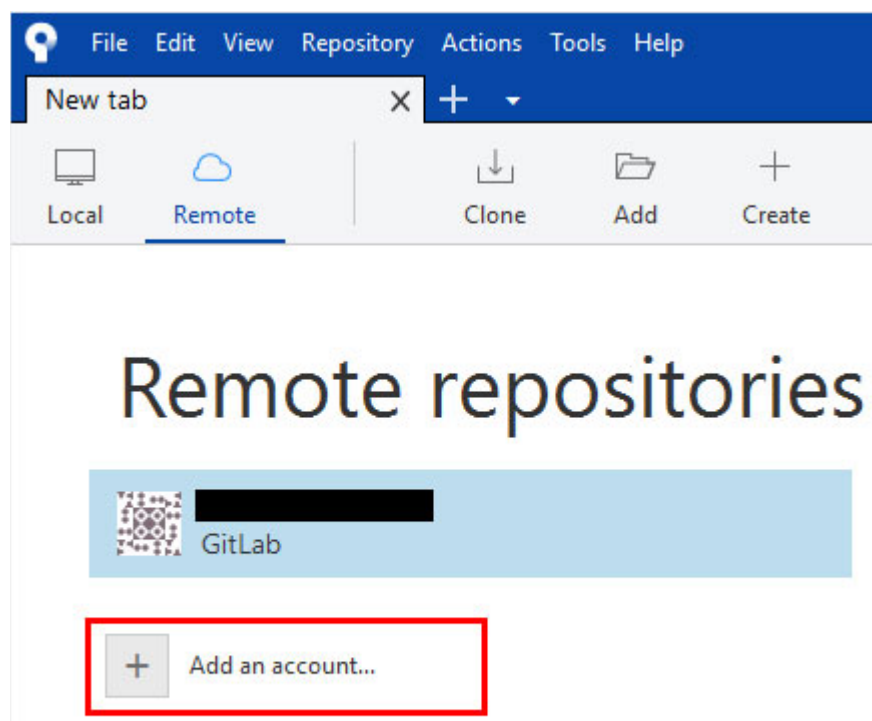 File Edit View Repository Actions Tools Help
New tab
Local Remote Clone Add Create
Remote repositories
GitLab
Add an account...